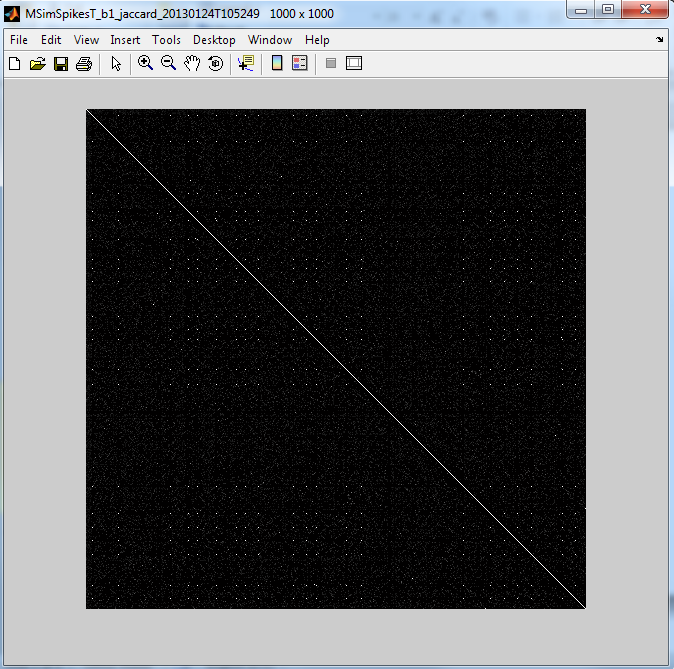 MSimSpikesT_b1_jaccard_20130124T105249 1000 x 1000
File Edit View Insert Tools Desktop Window Help